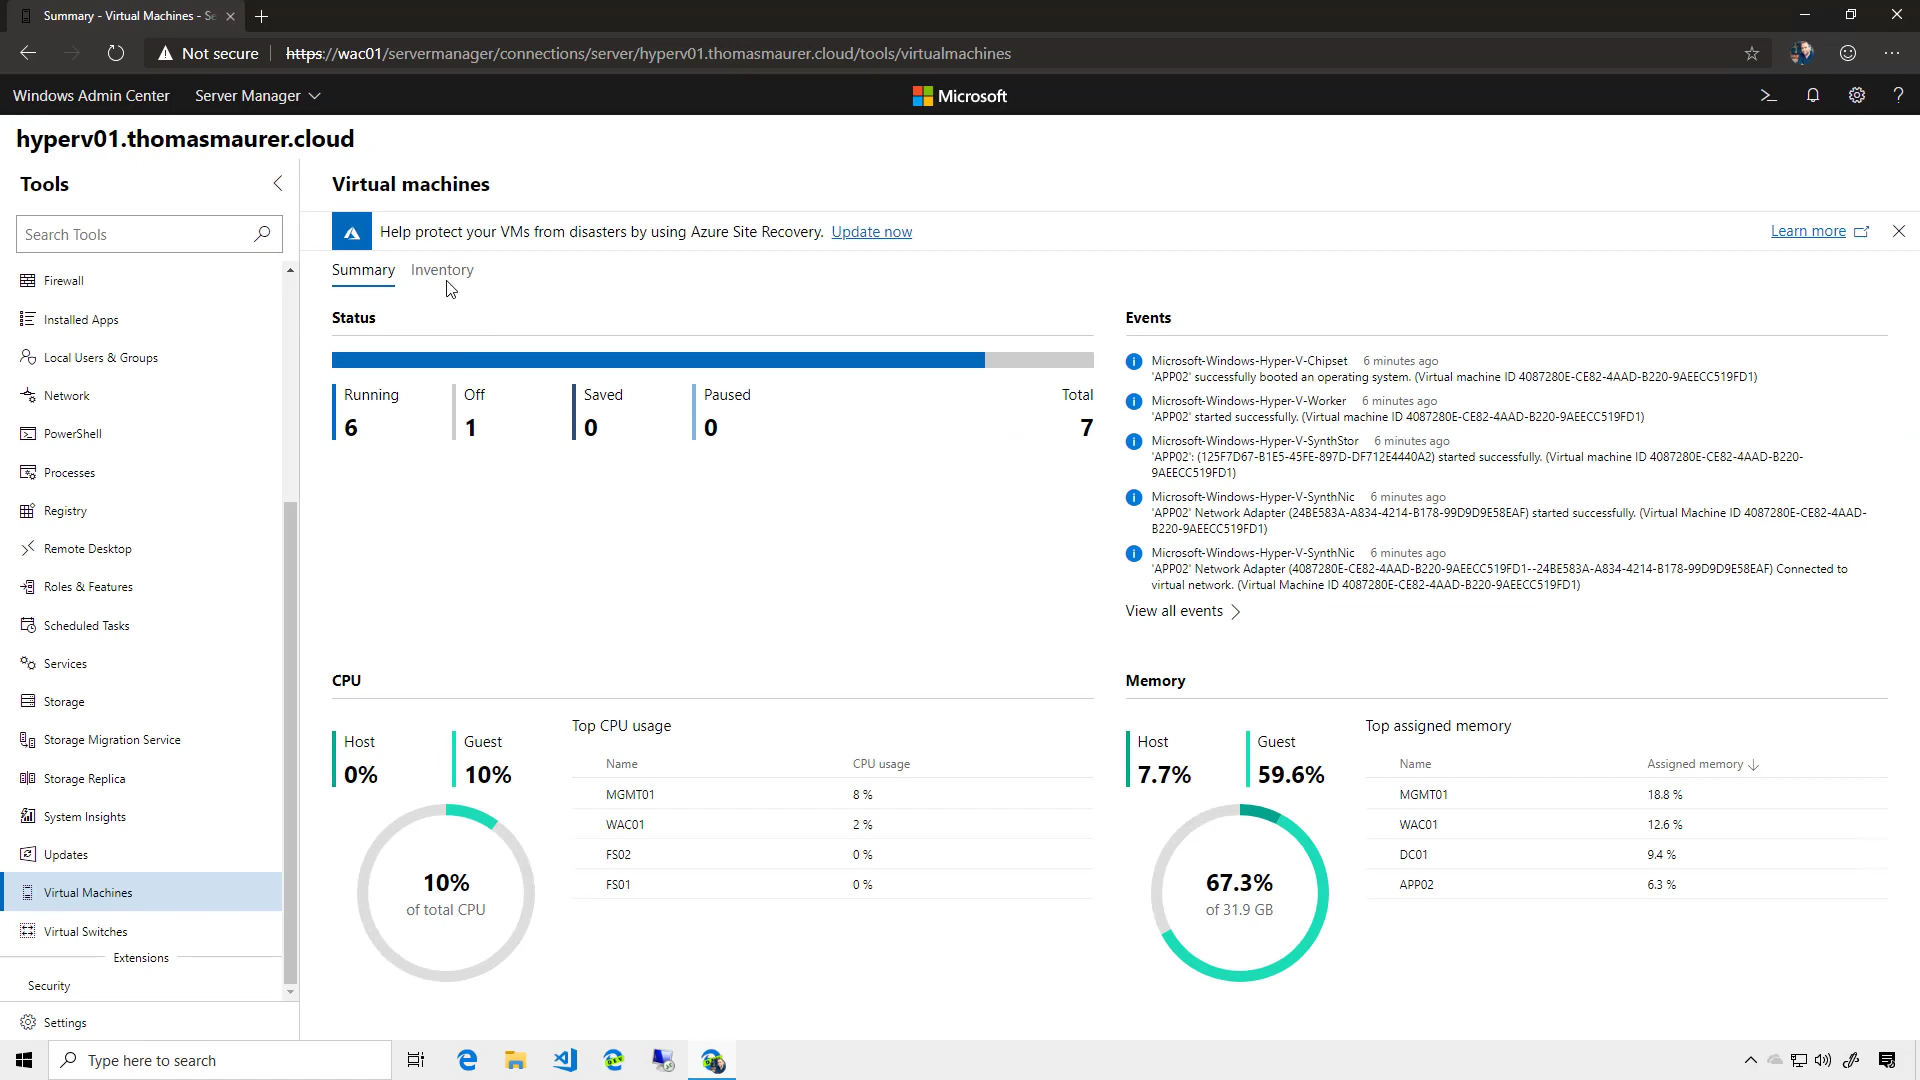 Summary - Virtual Machines - Se
Not secure
https://wac01/servermanager/connections/server/hyperv01.thomasmaurer.cloud/tools/virtualmachines
Windows Admin Center
Server Manager
Microsoft
hyperv01.thomasmaurer.cloud
Tools
Search Tools
Firewall
Installed Apps
Local Users & Groups
Network
PowerShell
Processes
Registry
Remote Desktop
Roles & Features
Scheduled Tasks
Services
Storage
Storage Migration Service
Storage Replica
System Insights
Updates
Virtual Machines
Virtual Switches
Extensions
Security
Settings
Virtual machines
Help protect your VMs from disasters by using Azure Site Recovery. Update now
Learn more
Summary Inventory
Status
Running Off Saved Paused Total
6 1 0 0 7
Events
Microsoft-Windows-Hyper-V-Chipset 6 minutes ago
'APP02' successfully booted an operating system. (Virtual machine ID 4087280E-CE82-4AAD-B220-9AEECC519FD1)
Microsoft-Windows-Hyper-V-Worker 6 minutes ago
'APP02' started successfully. (Virtual machine ID 4087280E-CE82-4AAD-B220-9AEECC519FD1)
Microsoft-Windows-Hyper-V-SynthStor 6 minutes ago
'APP02': (125F7D67-B1E5-45FE-897D-DF712E4440A2) started successfully. (Virtual machine ID 4087280E-CE82-4AAD-B220-
9AEECC519FD1)
Microsoft-Windows-Hyper-V-SynthNic 6 minutes ago
'APP02' Network Adapter (24BE583A-A834-4214-B178-99D9D9E58EAF) started successfully. (Virtual Machine ID 4087280E-CE82-4AAD-
B220-9AEECC519FD1)
Microsoft-Windows-Hyper-V-SynthNic 6 minutes ago
'APP02' Network Adapter (4087280E-CE82-4AAD-B220-9AEECC519FD1--24BE583A-A834-4214-B178-99D9D9E58EAF) Connected to
virtual network. (Virtual Machine ID 4087280E-CE82-4AAD-B220-9AEECC519FD1)
View all events
CPU
Host Guest
0% 10%
10%
of total CPU
Top CPU usage
Name CPU usage
MGMT01 8 %
WAC01 2 %
FS02 0 %
FS01 0 %
Memory
Host Guest
7.7% 59.6%
67.3%
of 31.9 GB
Top assigned memory
Name Assigned memory
MGMT01 18.8 %
WAC01 12.6 %
DC01 9.4 %
APP02 6.3 %
Type here to search